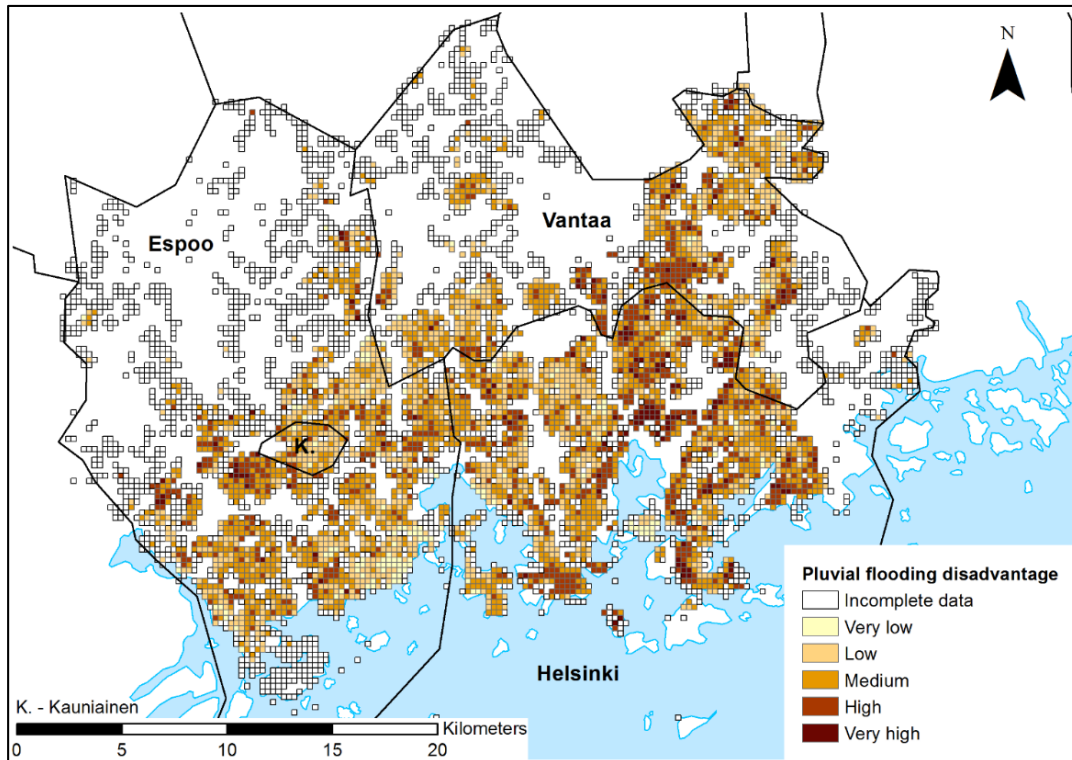 N
Espoo
Vantaa
K.
Helsinki
K. - Kauniainen
Kilometers
0 5 10 15 20
Pluvial flooding disadvantage
Incomplete data
Very low
Low
Medium
High
Very high